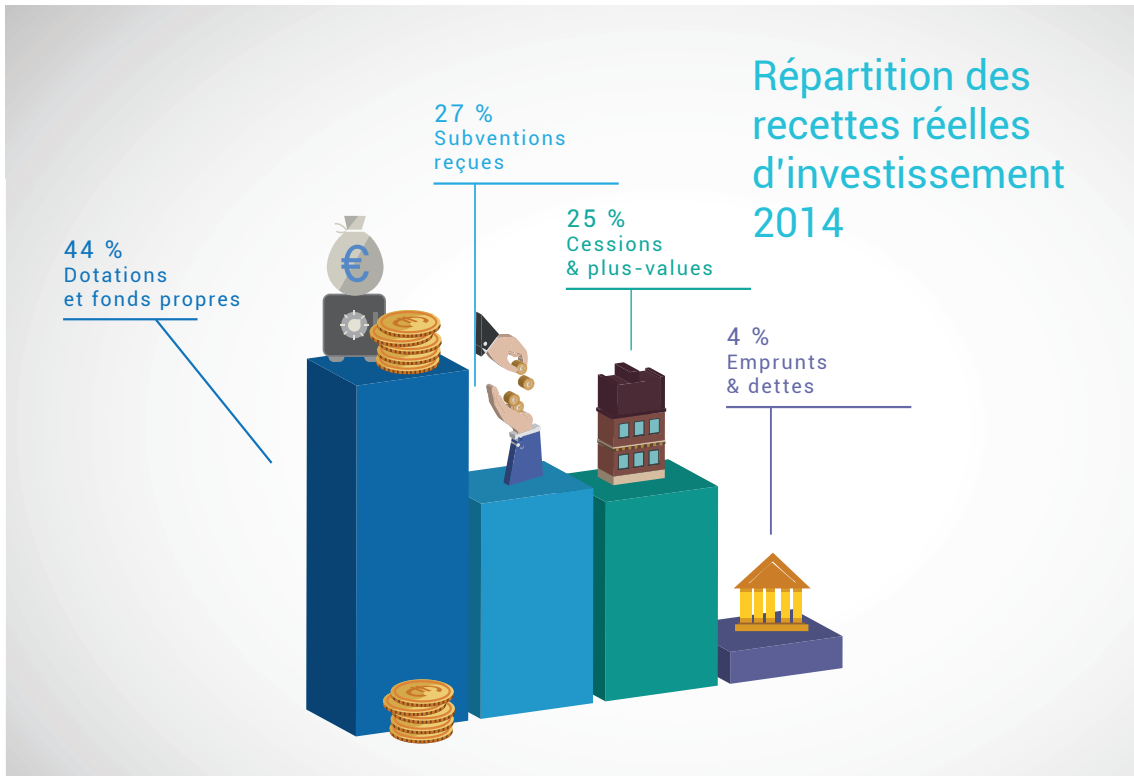 Répartition des
recettes réelles
d'investissement
2014
27 %
Subventions
reçues
25 %
Cessions
& plus-values
44 %
Dotations
et fonds propres
4 %
Emprunts
& dettes
€